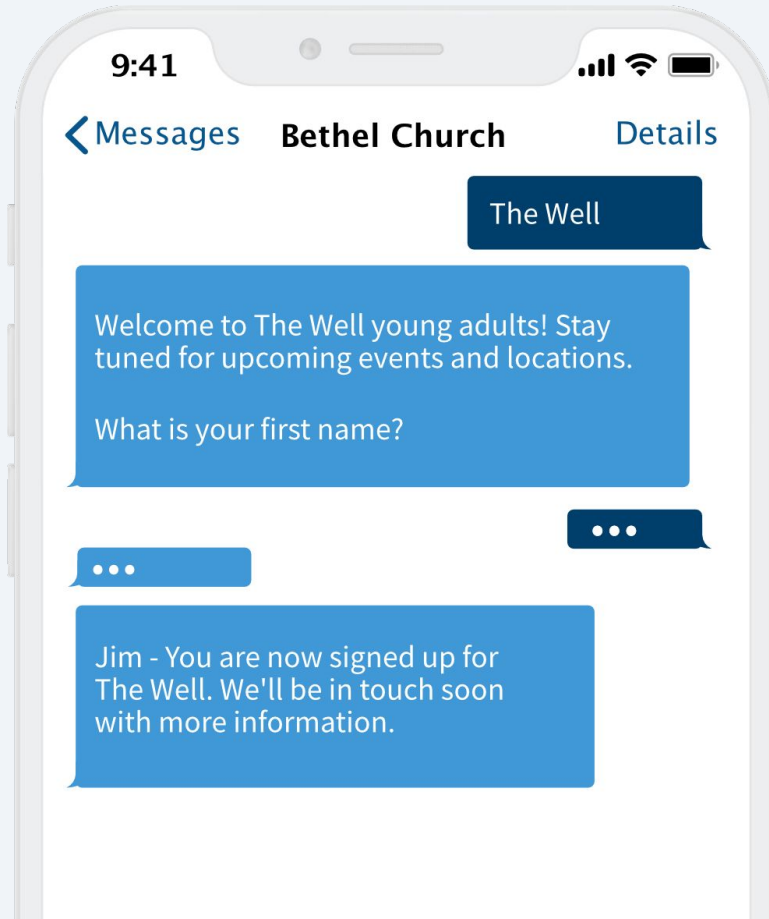 9:41
Messages Bethel Church Details
The Well
Welcome to The Well young adults! Stay
tuned for upcoming events and locations.
What is your first name?
•••
•••
Jim - You are now signed up for
The Well. We'll be in touch soon
with more information.